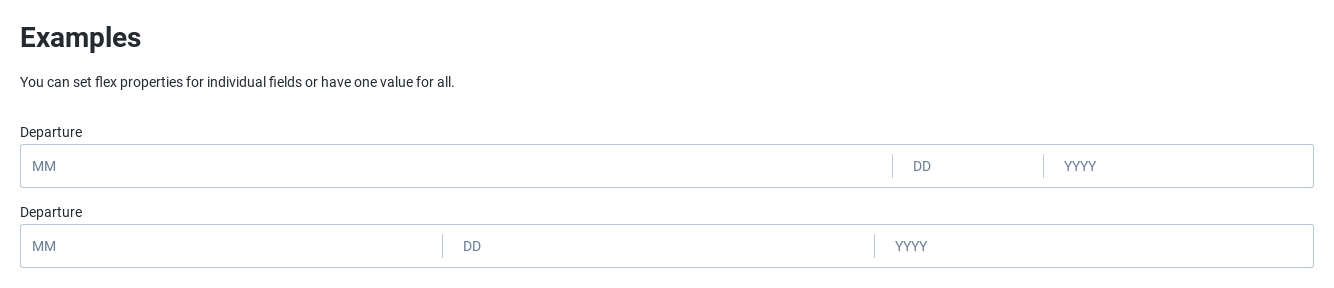 Examples
You can set flex properties for individual fields or have one value for all.
Departure
MM DD YYYY
Departure
MM DD YYYY